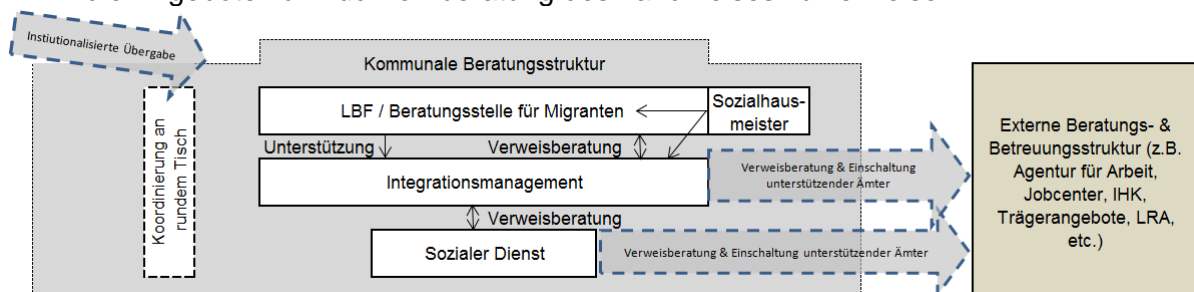 Instiutionalisierte Übergabe
Kommunale Beratungsstruktur
Koordinierung an
rundem Tisch
LBF / Beratungsstelle für Migranten
Sozialhaus-
meister
Unterstützung
Verweisberatung
Integrationsmanagement
Verweisberatung & Einschaltung
unterstützender Ämter
Verweisberatung
Sozialer Dienst
Verweisberatung & Einschaltung unterstützender Ämter
Externe Beratungs- &
Betreuungsstruktur (z.B.
Agentur für Arbeit,
Jobcenter, IHK,
Trägerangebote, LRA,
etc.)